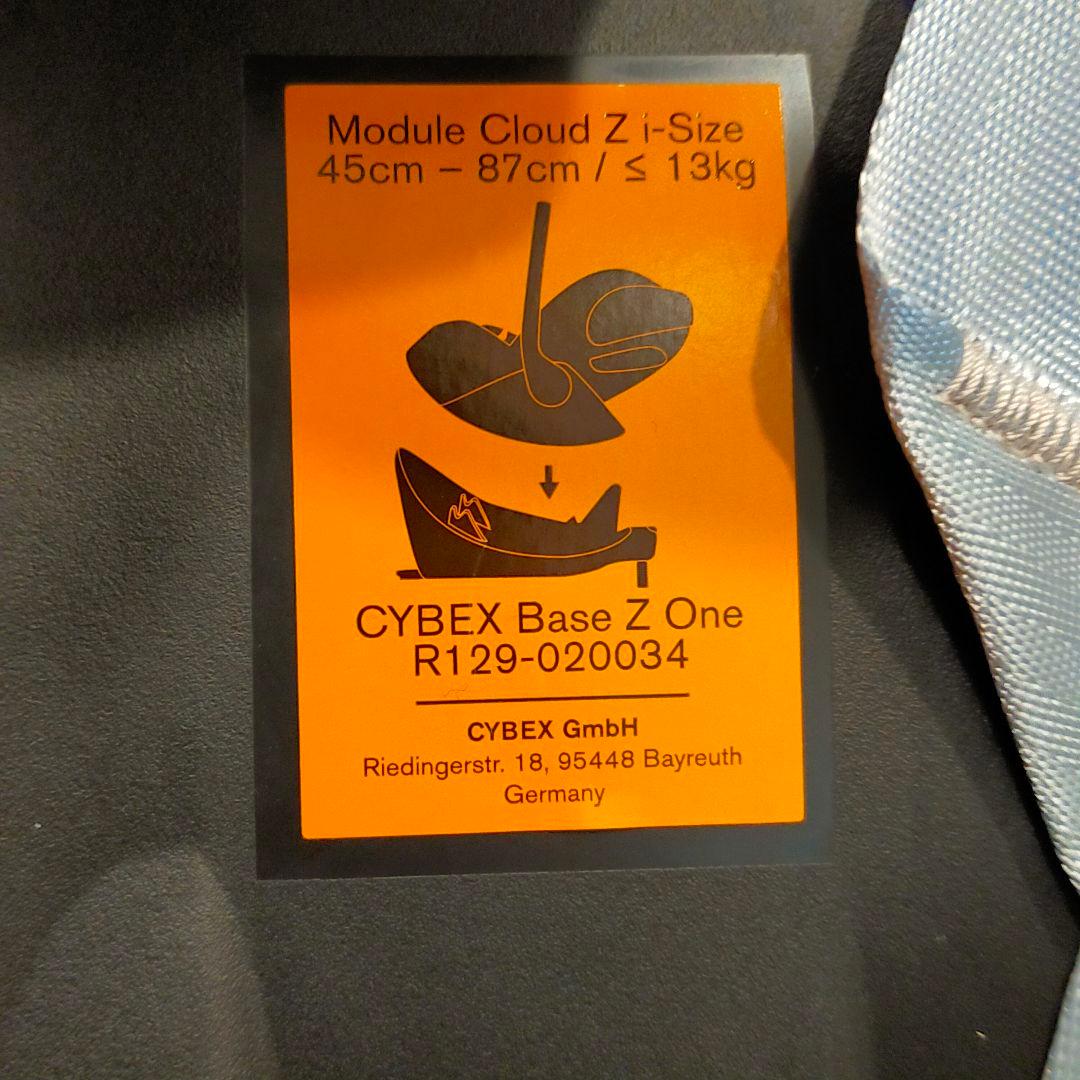 Module Cloud Z i-Size
45cm – 87cm / ≤ 13kg
CYBEX Base Z One
R129-020034
CYBEX GmbH
Riedingerstr. 18, 95448 Bayreuth
Germany